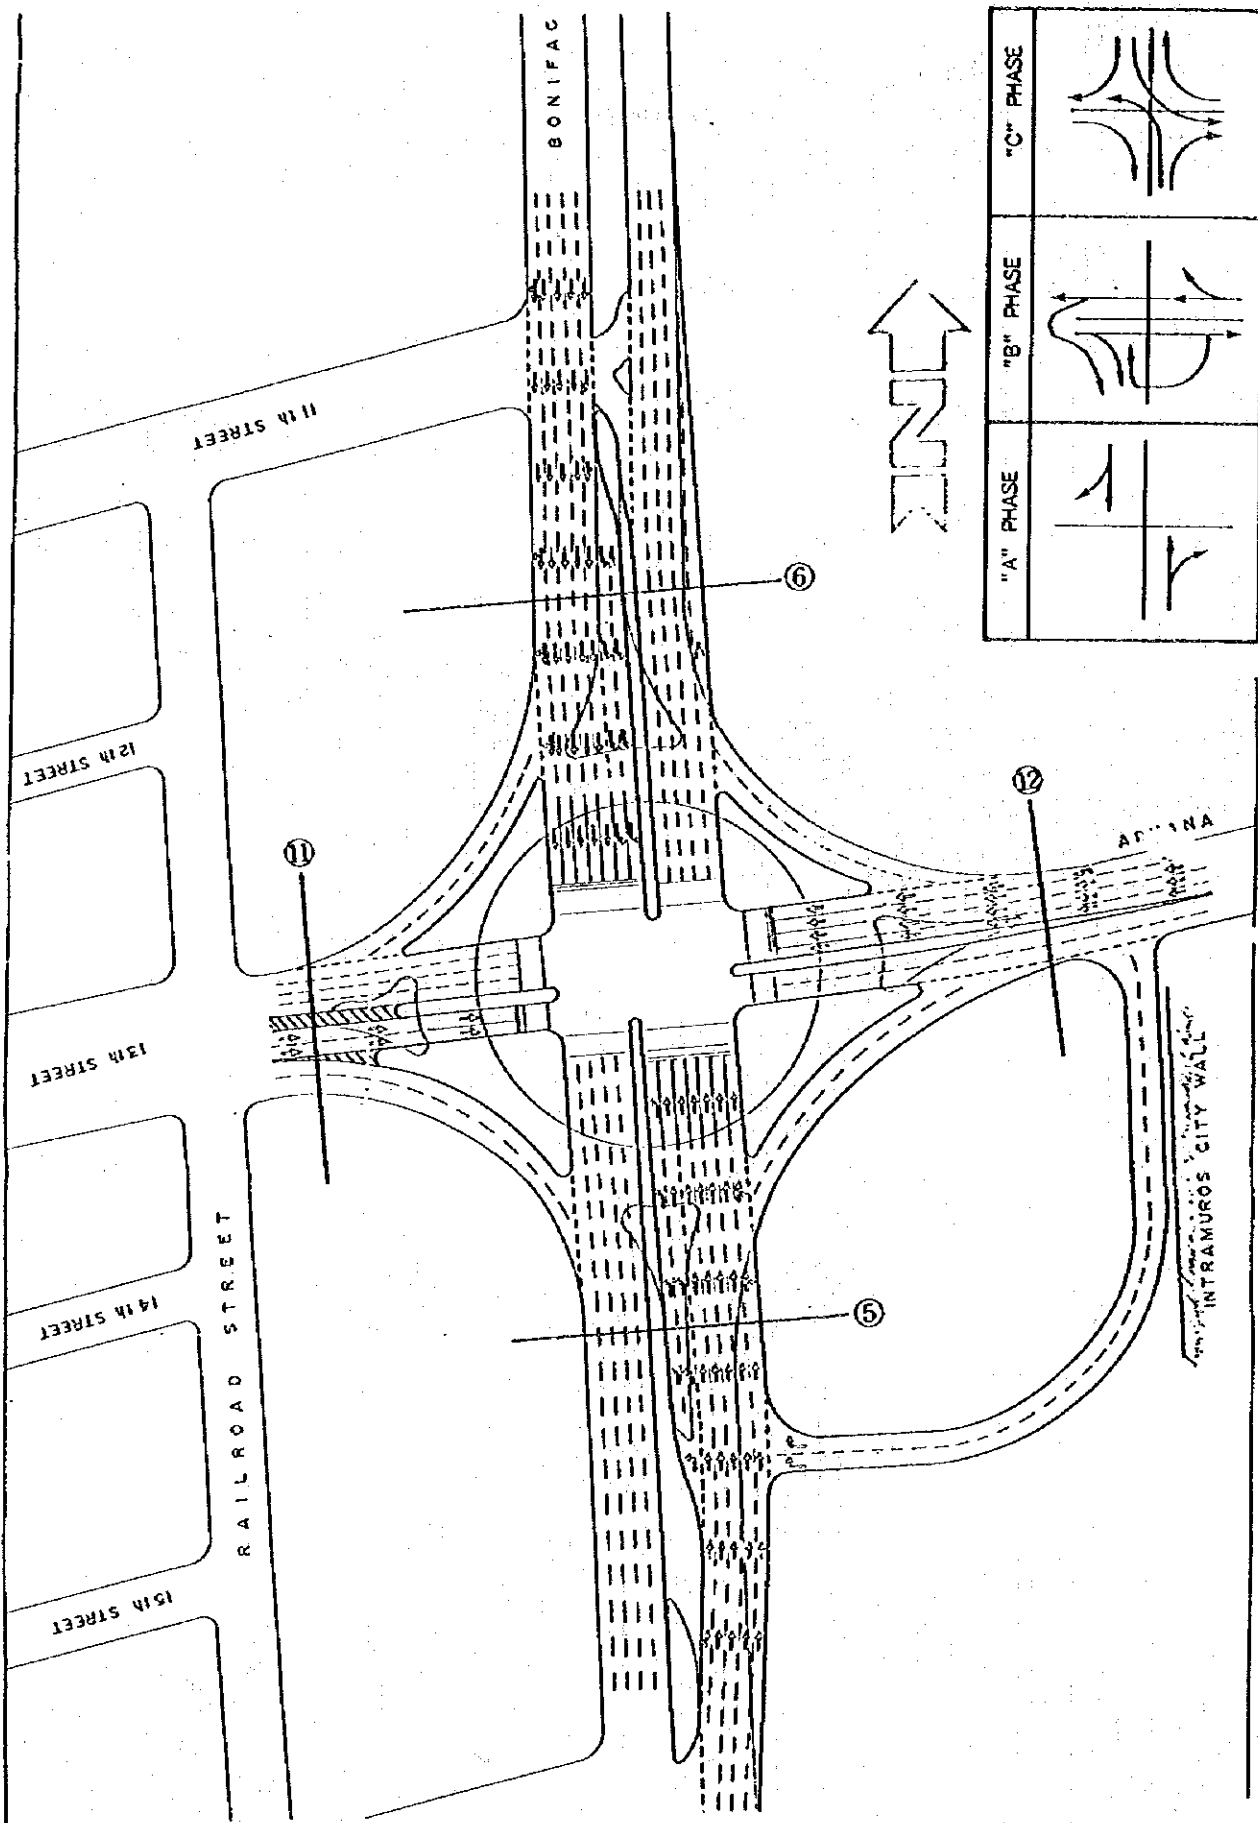 BONIFAC
"C" PHASE
"B" PHASE
"A" PHASE
N
11th STREET
12th STREET
13th STREET
14th STREET
15th STREET
RAILROAD STREET
INTRAMUROS CITY WALL
⑥
⑫
⑪
⑤